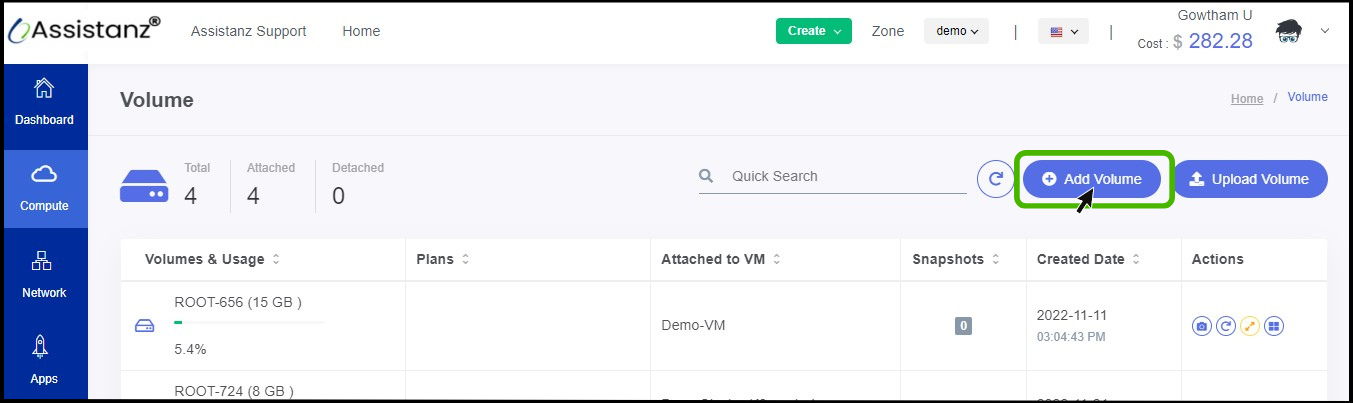 Assistanz®
Assistanz Support
Home
Create
Zone
demo
|
|
Gowtham U
Cost : $ 282.28
Dashboard
Compute
Network
Apps
Volume
Home / Volume
Total
4
Attached
4
Detached
0
Quick Search
Add Volume
Upload Volume
Volumes & Usage
Plans
Attached to VM
Snapshots
Created Date
Actions
ROOT-656 (15 GB )
5.4%
Demo-VM
0
2022-11-11
03:04:43 PM
ROOT-724 (8 GB )